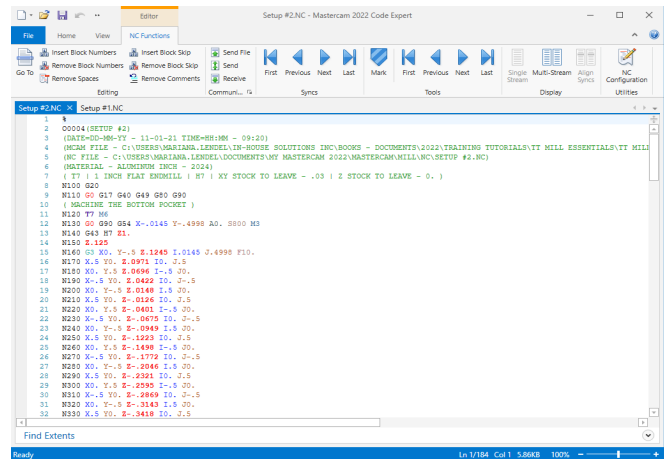 Editor
Setup #2.NC - Mastercam 2022 Code Expert
File
Home
View
NC Functions
Go To
Insert Block Numbers
Remove Block Numbers
Remove Spaces
Insert Block Skip
Remove Block Skip
Remove Comments
Editing
Send File
Send
Receive
Communi...
First
Previous
Next
Last
Syncs
Mark
First
Previous
Next
Last
Tools
Single Stream
Multi-Stream
Align Syncs
Display
NC Configuration
Utilities
Setup #2.NC
Setup #1.NC
1 %
2 O0004(SETUP #2)
3 (DATE=DD-MM-YY - 11-01-21 TIME=HH:MM - 09:20)
4 (MCAM FILE - C:\USERS\MARIANA.LENDEL\IN-HOUSE SOLUTIONS INC\BOOKS - DOCUMENTS\2022\TRAINING TUTORIALS\TT MILL ESSENTIALS\TT MILL
5 (NC FILE - C:\USERS\MARIANA.LENDEL\DOCUMENTS\MY MASTERCAM 2022\MASTERCAM\MILL\NC\SETUP #2.NC)
6 (MATERIAL - ALUMINUM INCH - 2024)
7 ( T7 | 1 INCH FLAT ENDMILL | H7 | XY STOCK TO LEAVE - .03 | Z STOCK TO LEAVE - 0. )
8 N100 G20
9 N110 G0 G17 G40 G49 G80 G90
10 ( MACHINE THE BOTTOM POCKET )
11 N120 T7 M6
12 N130 G0 G90 G54 X-.0145 Y-.4998 A0. S800 M3
13 N140 G43 H7 Z1.
14 N150 Z.125
15 N160 G3 X0. Y-.5 Z.1245 I.0145 J.4998 F10.
16 N170 X.5 Y0. Z.0971 I0. J.5
17 N180 X0. Y.5 Z.0696 I-.5 J0.
18 N190 X-.5 Y0. Z.0422 I0. J-.5
19 N200 X0. Y-.5 Z.0148 I.5 J0.
20 N210 X.5 Y0. Z-.0126 I0. J.5
21 N220 X0. Y.5 Z-.0401 I-.5 J0.
22 N230 X-.5 Y0. Z-.0675 I0. J-.5
23 N240 X0. Y-.5 Z-.0949 I.5 J0.
24 N250 X.5 Y0. Z-.1223 I0. J.5
25 N260 X0. Y.5 Z-.1498 I-.5 J0.
26 N270 X-.5 Y0. Z-.1772 I0. J-.5
27 N280 X0. Y-.5 Z-.2046 I.5 J0.
28 N290 X.5 Y0. Z-.2321 I0. J.5
29 N300 X0. Y.5 Z-.2595 I-.5 J0.
30 N310 X-.5 Y0. Z-.2869 I0. J-.5
31 N320 X0. Y-.5 Z-.3143 I.5 J0.
32 N330 X.5 Y0. Z-.3418 I0. J.5
Find Extents
Ready
Ln 1/184 Col 1 5.86KB 100%